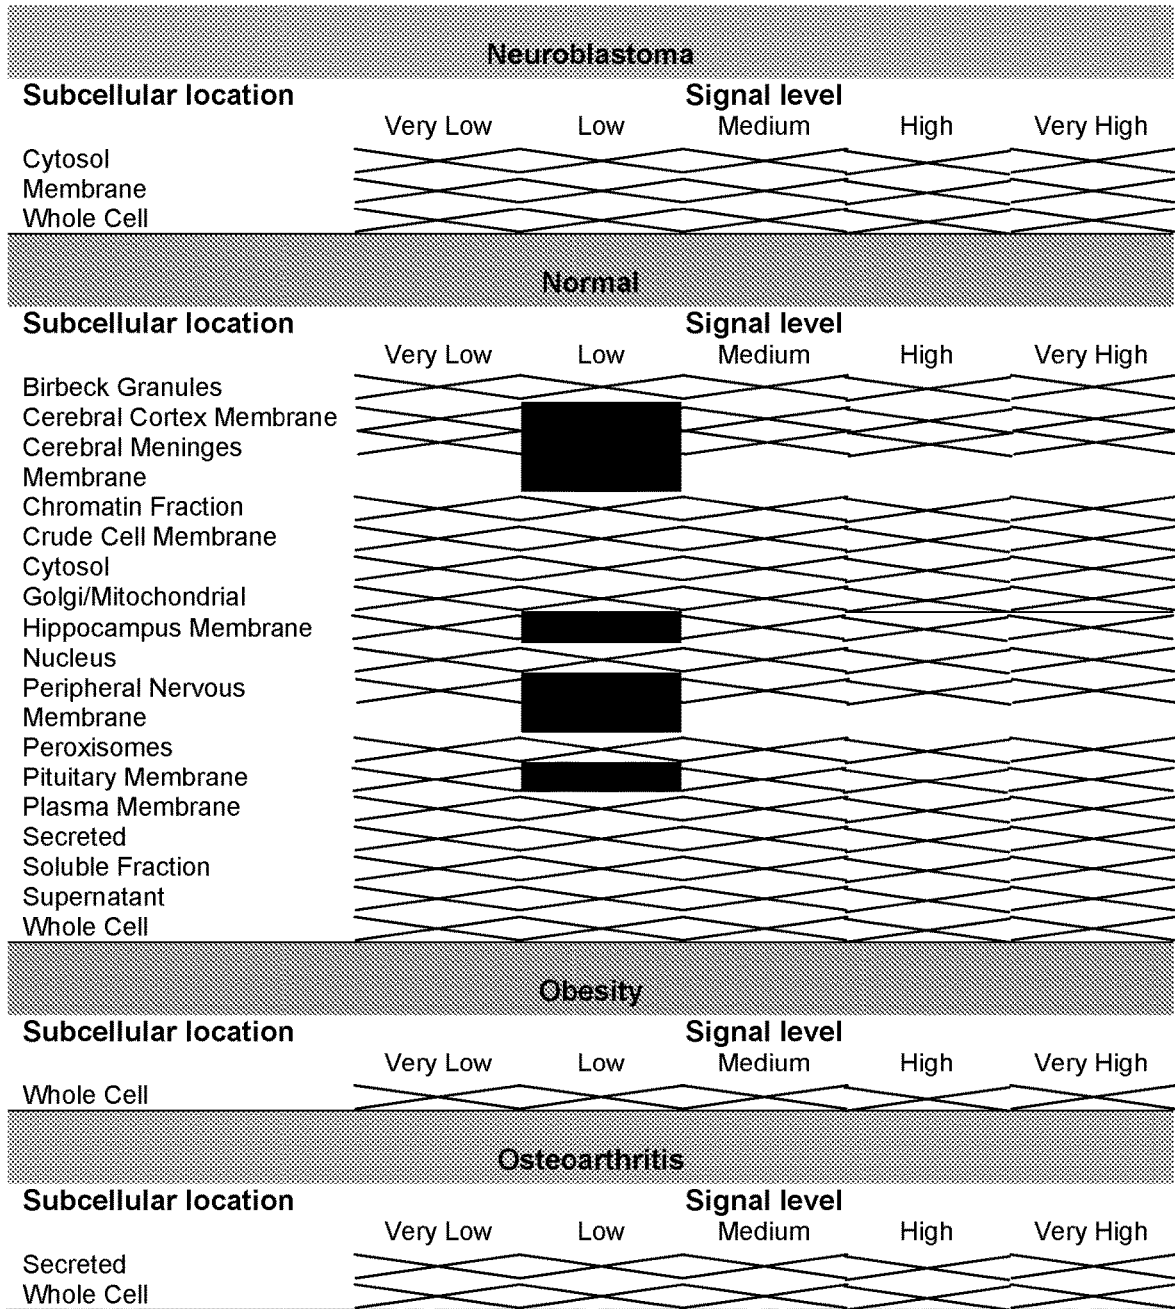 Neuroblastoma
Subcellular location Signal level
Very Low Low Medium High Very High
Cytosol
Membrane
Whole Cell
Normal
Subcellular location Signal level
Very Low Low Medium High Very High
Birbeck Granules
Cerebral Cortex Membrane
Cerebral Meninges
Membrane
Chromatin Fraction
Crude Cell Membrane
Cytosol
Golgi/Mitochondrial
Hippocampus Membrane
Nucleus
Peripheral Nervous
Membrane
Peroxisomes
Pituitary Membrane
Plasma Membrane
Secreted
Soluble Fraction
Supernatant
Whole Cell
Obesity
Subcellular location Signal level
Very Low Low Medium High Very High
Whole Cell
Osteoarthritis
Subcellular location Signal level
Very Low Low Medium High Very High
Secreted
Whole Cell